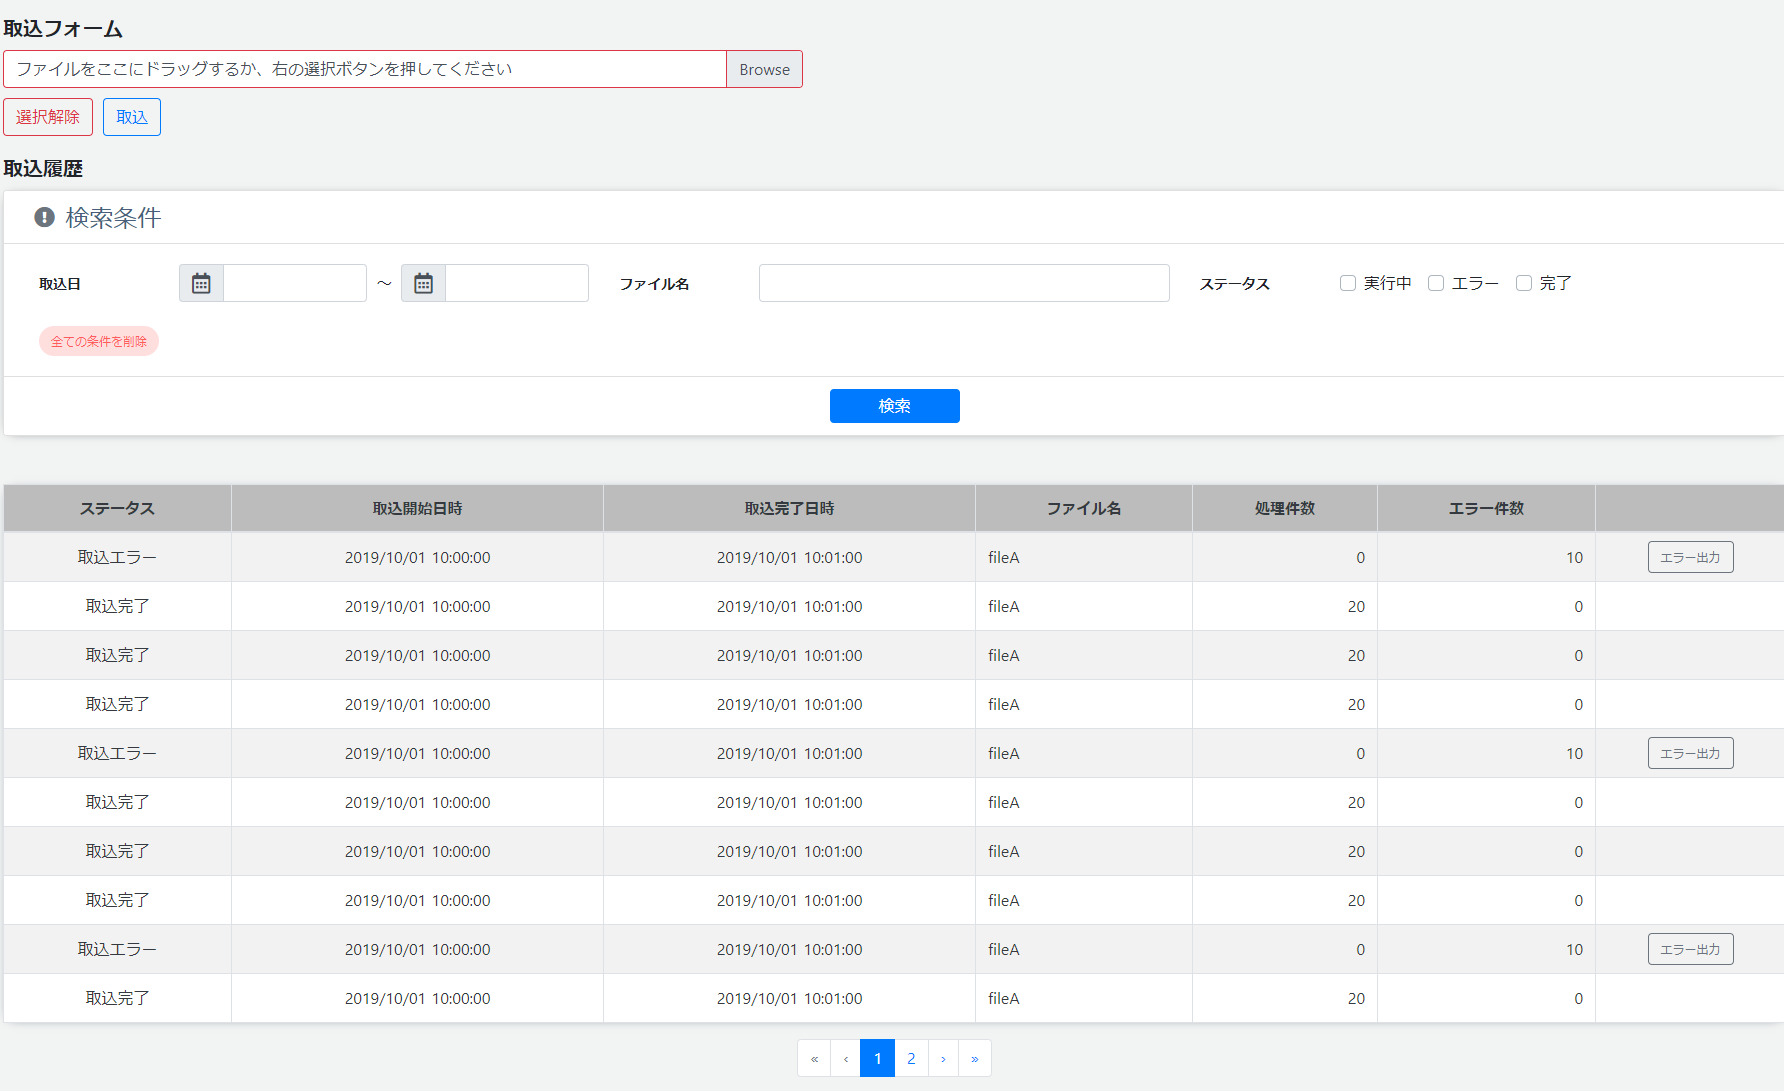 取込フォーム
ファイルをここにドラッグするか、右の選択ボタンを押してください Browse
選択解除 取込
取込履歴
検索条件
取込日 ～ ファイル名 ステータス 実行中 エラー 完了
全ての条件を削除
検索
ステータス 取込開始日時 取込完了日時 ファイル名 処理件数 エラー件数
取込エラー 2019/10/01 10:00:00 2019/10/01 10:01:00 fileA 0 10 エラー出力
取込完了 2019/10/01 10:00:00 2019/10/01 10:01:00 fileA 20 0
取込完了 2019/10/01 10:00:00 2019/10/01 10:01:00 fileA 20 0
取込完了 2019/10/01 10:00:00 2019/10/01 10:01:00 fileA 20 0
取込エラー 2019/10/01 10:00:00 2019/10/01 10:01:00 fileA 0 10 エラー出力
取込完了 2019/10/01 10:00:00 2019/10/01 10:01:00 fileA 20 0
取込完了 2019/10/01 10:00:00 2019/10/01 10:01:00 fileA 20 0
取込完了 2019/10/01 10:00:00 2019/10/01 10:01:00 fileA 20 0
取込エラー 2019/10/01 10:00:00 2019/10/01 10:01:00 fileA 0 10 エラー出力
取込完了 2019/10/01 10:00:00 2019/10/01 10:01:00 fileA 20 0
« ‹ 1 2 › »